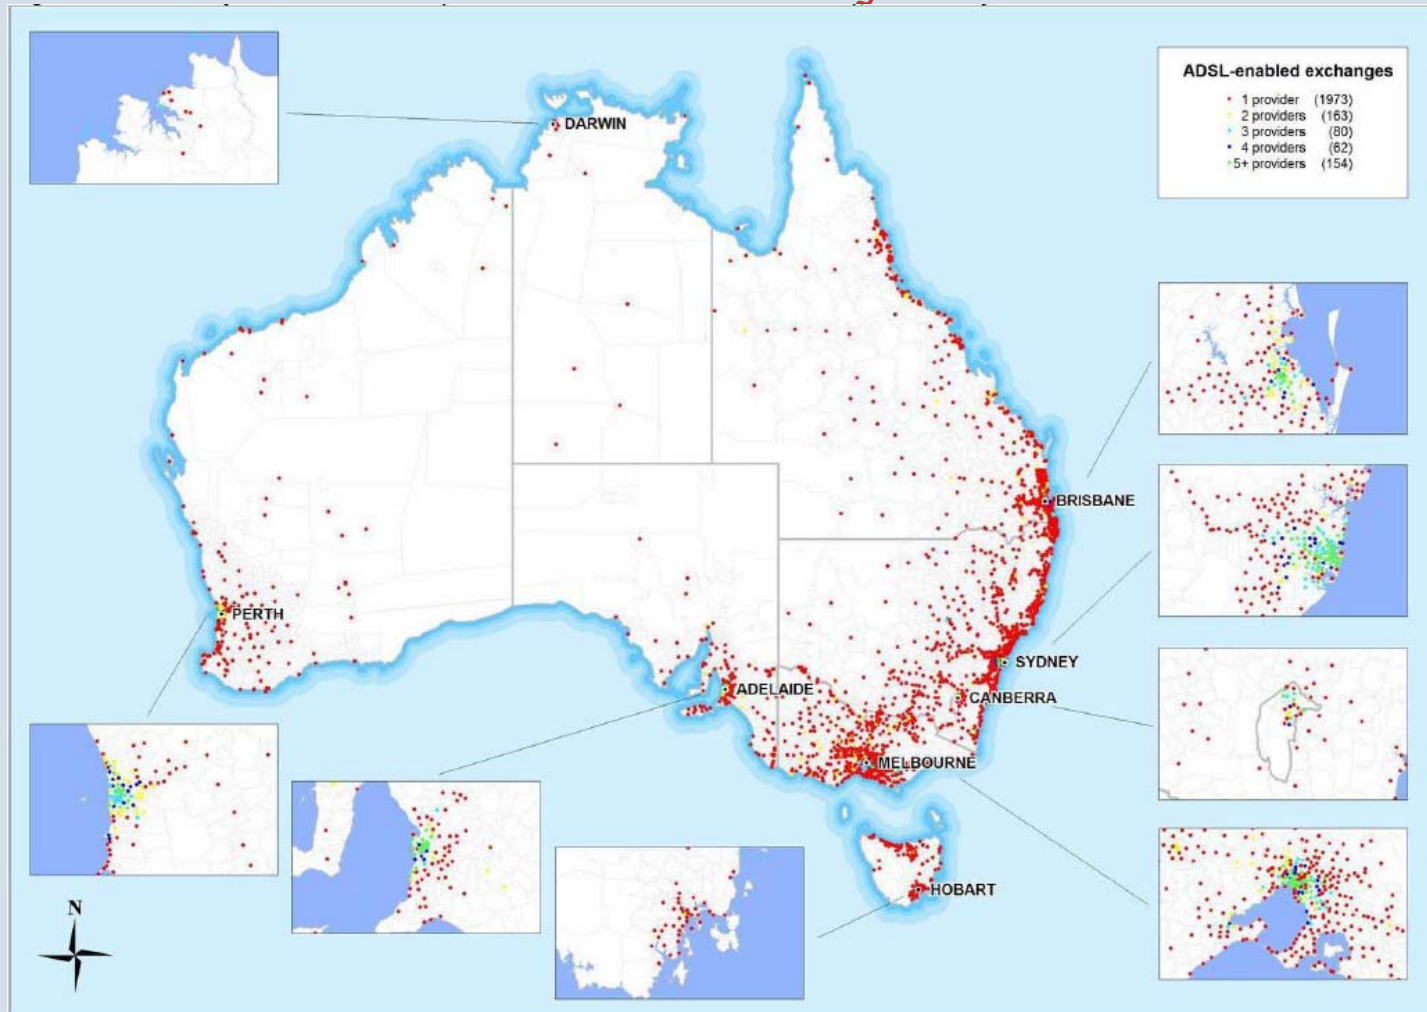 ADSL-enabled exchanges
1 provider (1973)
2 providers (163)
3 providers (80)
4 providers (62)
5+ providers (154)
DARWIN
BRISBANE
PERTH
SYDNEY
ADELAIDE
CANBERRA
MELBOURNE
HOBART
N